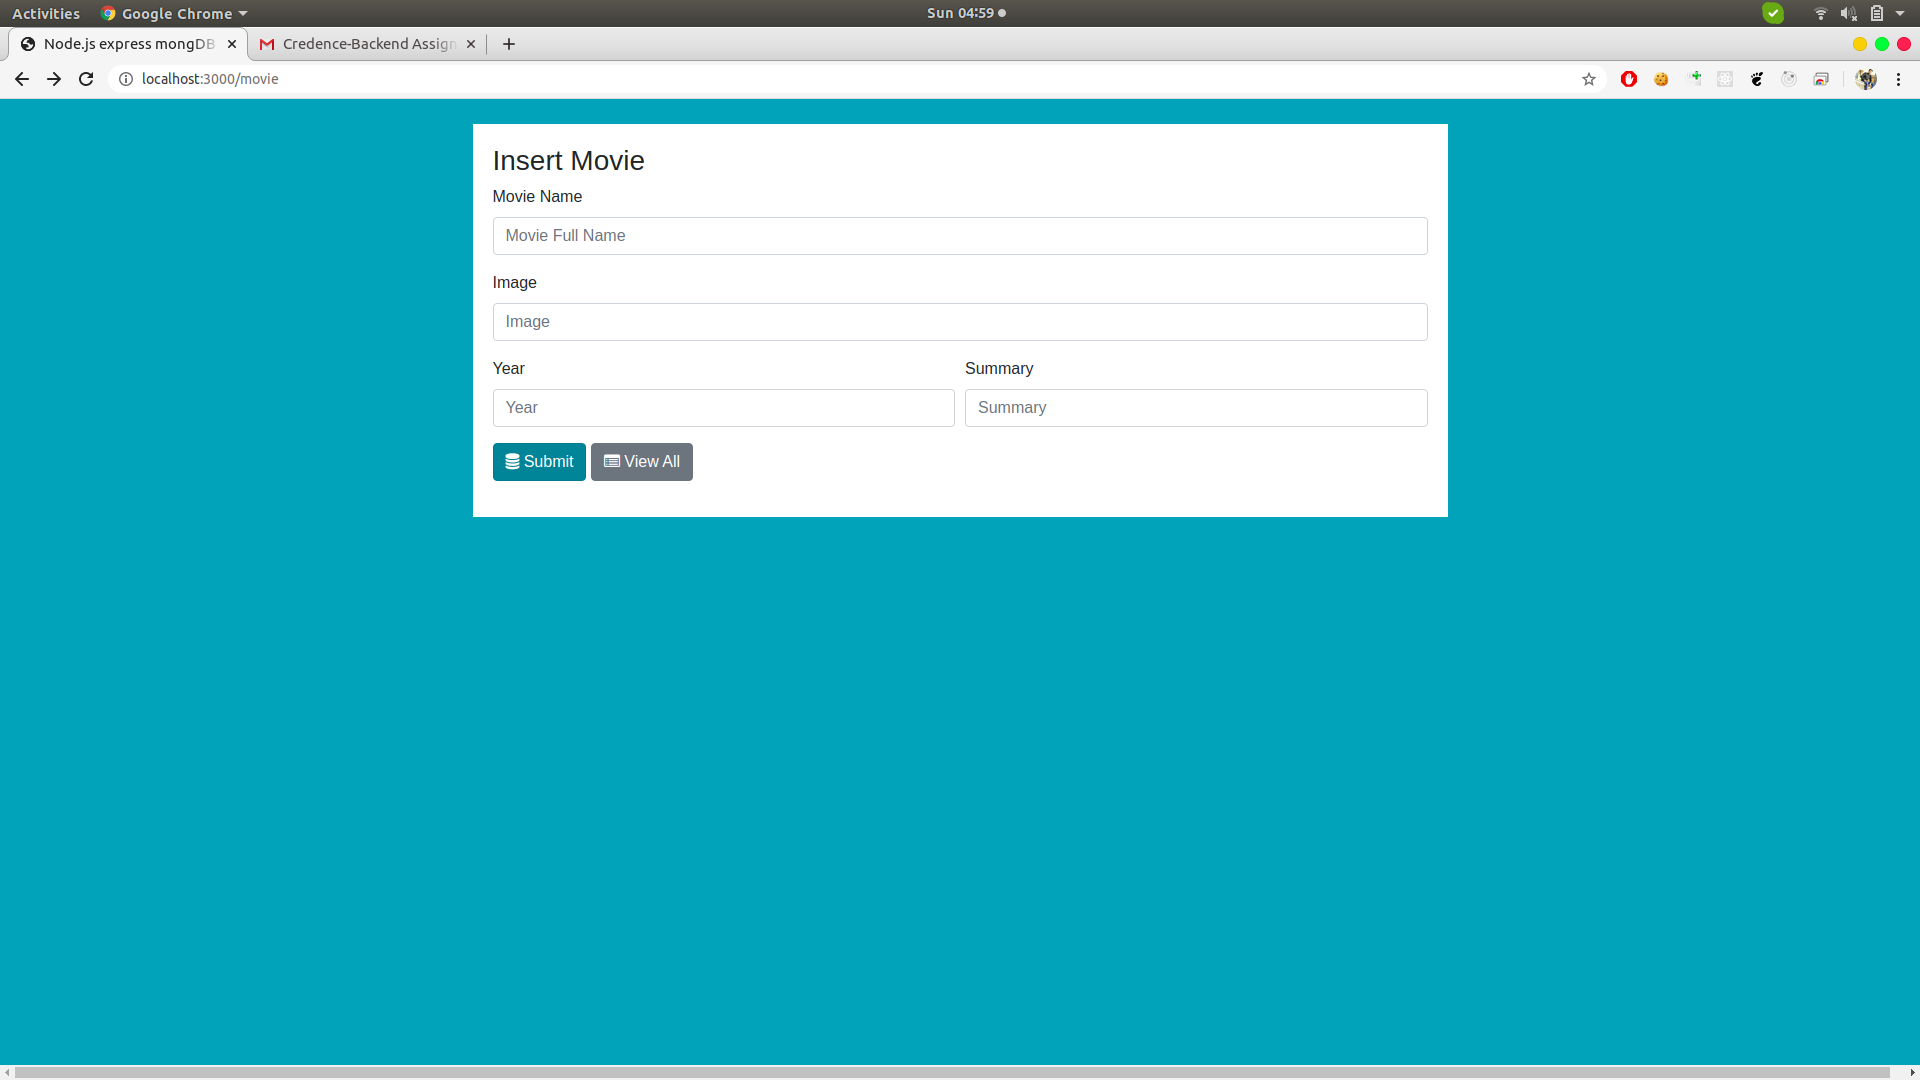 Activities Google Chrome Sun 04:59
Node.js express mongDB Credence-Backend Assign
localhost:3000/movie
Insert Movie
Movie Name
Movie Full Name
Image
Image
Year Summary
Year Summary
Submit View All